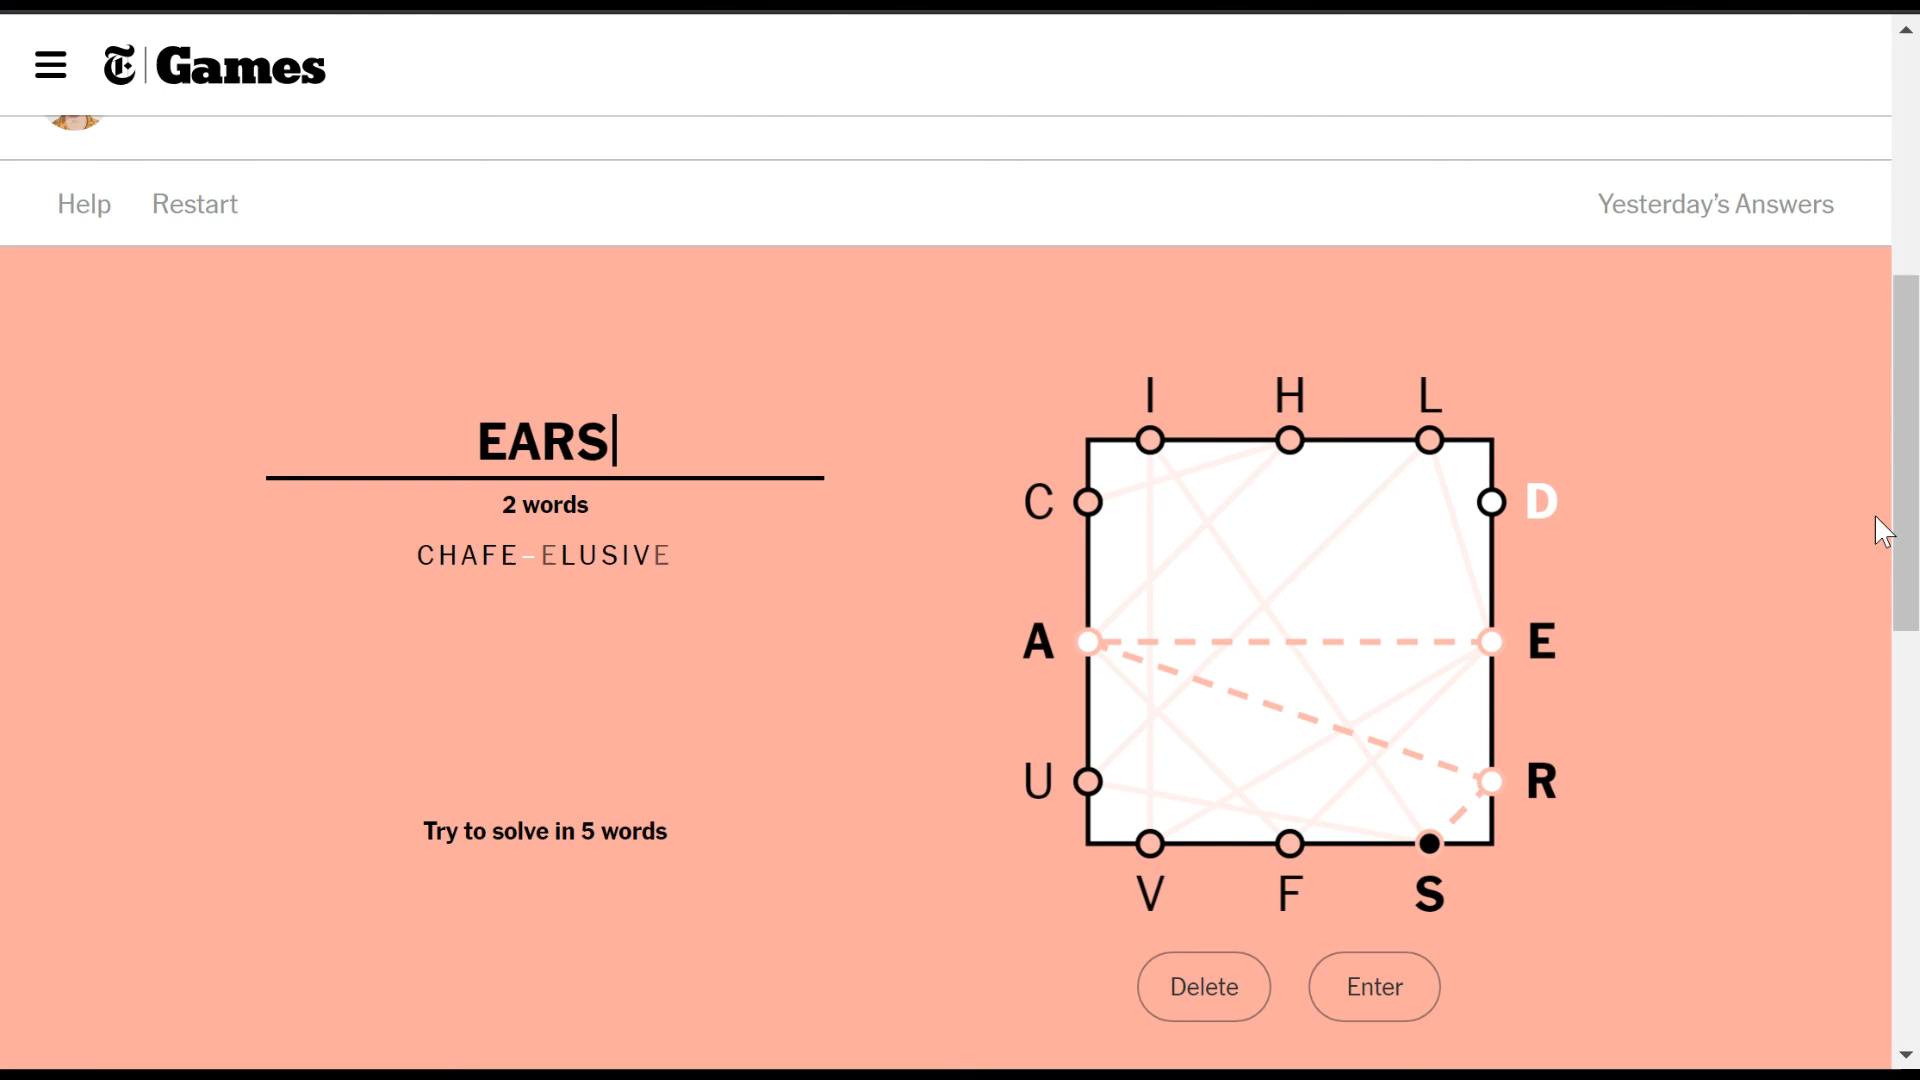 T Games
Help Restart Yesterday's Answers
EARS
2 words
CHAFE–ELUSIVE
Try to solve in 5 words
I H L
C D
A E
U R
V F S
Delete Enter